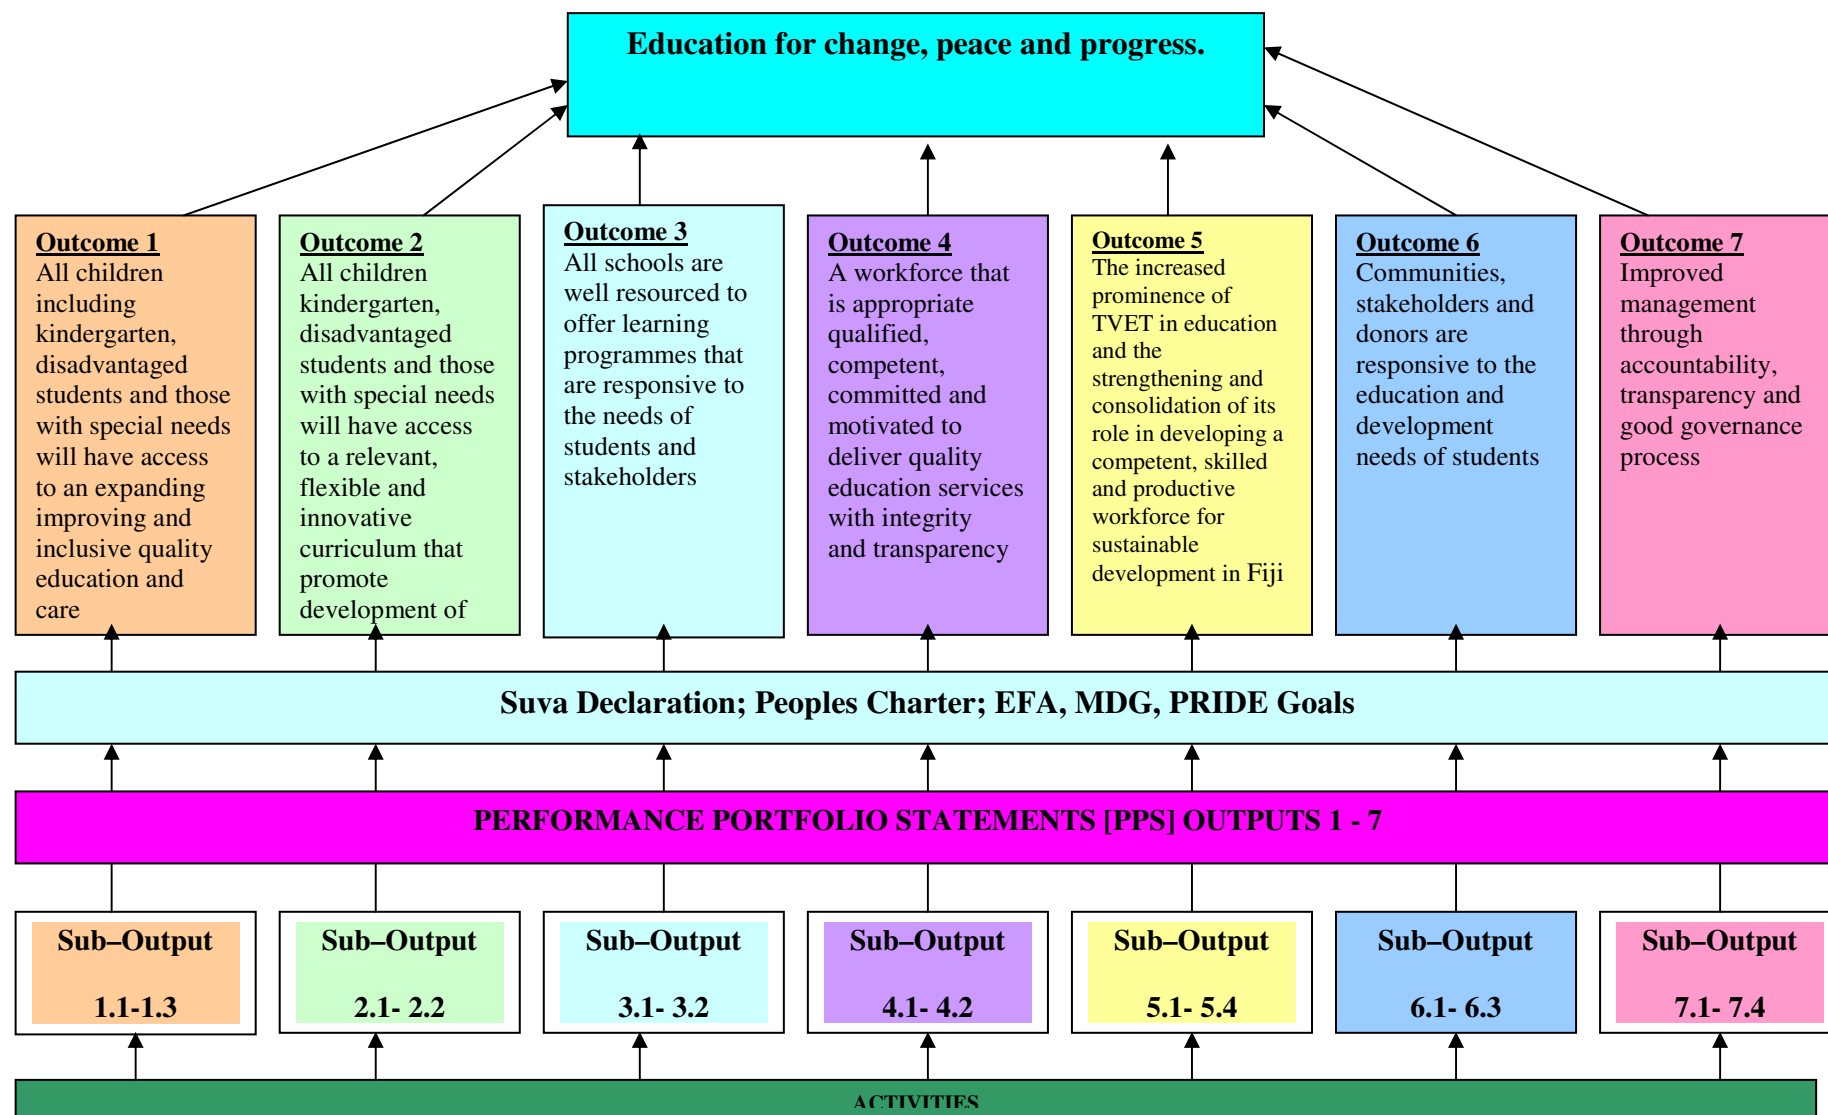 Education for change, peace and progress.
Outcome 1
All children
including
kindergarten,
disadvantaged
students and those
with special needs
will have access
to an expanding
improving and
inclusive quality
education and
care
Outcome 2
All children
kindergarten,
disadvantaged
students and those
with special needs
will have access
to a relevant,
flexible and
innovative
curriculum that
promote
development of
Outcome 3
All schools are
well resourced to
offer learning
programmes that
are responsive to
the needs of
students and
stakeholders
Outcome 4
A workforce that
is appropriate
qualified,
competent,
committed and
motivated to
deliver quality
education services
with integrity
and transparency
Outcome 5
The increased
prominence of
TVET in education
and the
strengthening and
consolidation of its
role in developing a
competent, skilled
and productive
workforce for
sustainable
development in Fiji
Outcome 6
Communities,
stakeholders and
donors are
responsive to the
education and
development
needs of students
Outcome 7
Improved
management
through
accountability,
transparency and
good governance
process
Suva Declaration; Peoples Charter; EFA, MDG, PRIDE Goals
PERFORMANCE PORTFOLIO STATEMENTS [PPS] OUTPUTS 1 - 7
Sub–Output
1.1-1.3
Sub–Output
2.1- 2.2
Sub–Output
3.1- 3.2
Sub–Output
4.1- 4.2
Sub–Output
5.1- 5.4
Sub–Output
6.1- 6.3
Sub–Output
7.1- 7.4
ACTIVITIES